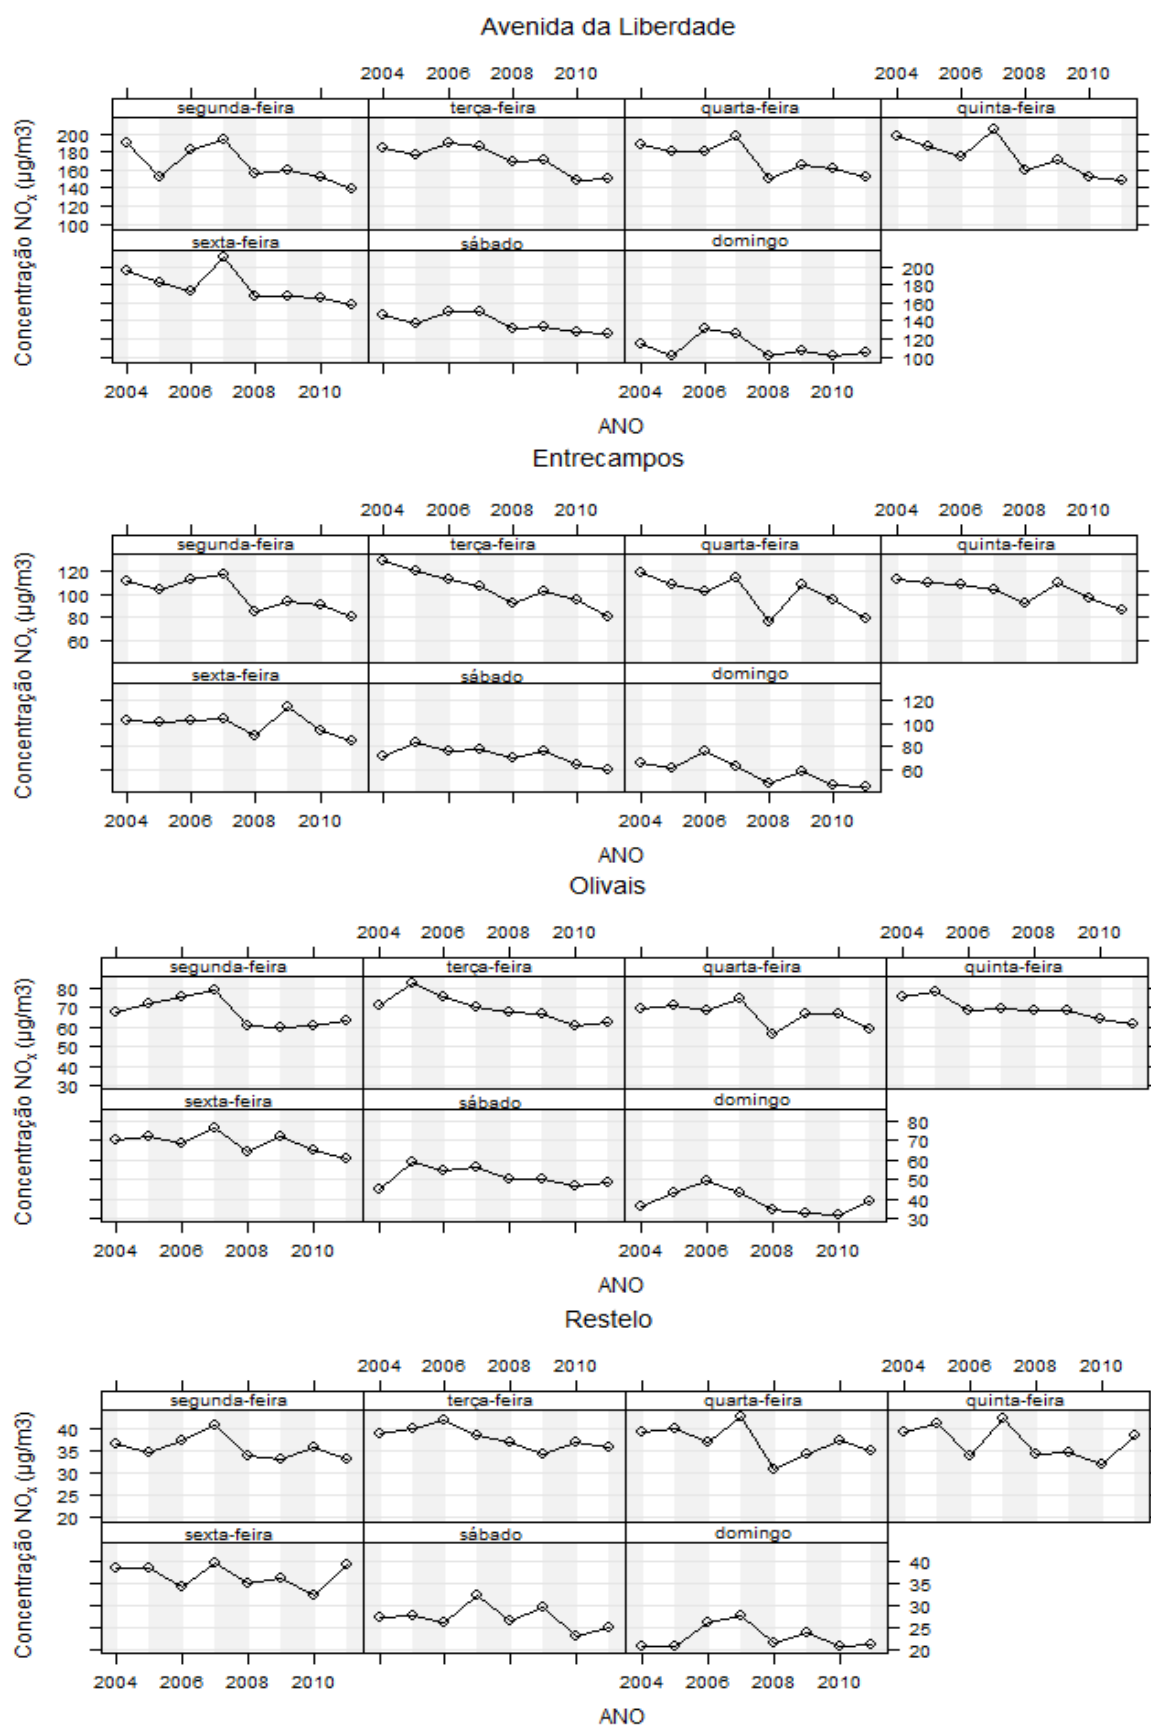 Avenida da Liberdade
2004 2006 2008 2010 2004 2006 2008 2010
segunda-feira terça-feira quarta-feira quinta-feira
200
180
160
140
120
100
Concentração NOx (µg/m3)
sexta-feira sábado domingo
200
180
160
140
120
100
2004 2006 2008 2010 2004 2006 2008 2010
ANO
Entrecampos
2004 2006 2008 2010 2004 2006 2008 2010
segunda-feira terça-feira quarta-feira quinta-feira
120
100
80
60
Concentração NOx (µg/m3)
sexta-feira sábado domingo
120
100
80
60
2004 2006 2008 2010 2004 2006 2008 2010
ANO
Olivais
2004 2006 2008 2010 2004 2006 2008 2010
segunda-feira terça-feira quarta-feira quinta-feira
80
70
60
50
40
30
Concentração NOx (µg/m3)
sexta-feira sábado domingo
80
70
60
50
40
30
2004 2006 2008 2010 2004 2006 2008 2010
ANO
Restelo
2004 2006 2008 2010 2004 2006 2008 2010
segunda-feira terça-feira quarta-feira quinta-feira
40
35
30
25
20
Concentração NOx (µg/m3)
sexta-feira sábado domingo
40
35
30
25
20
2004 2006 2008 2010 2004 2006 2008 2010
ANO